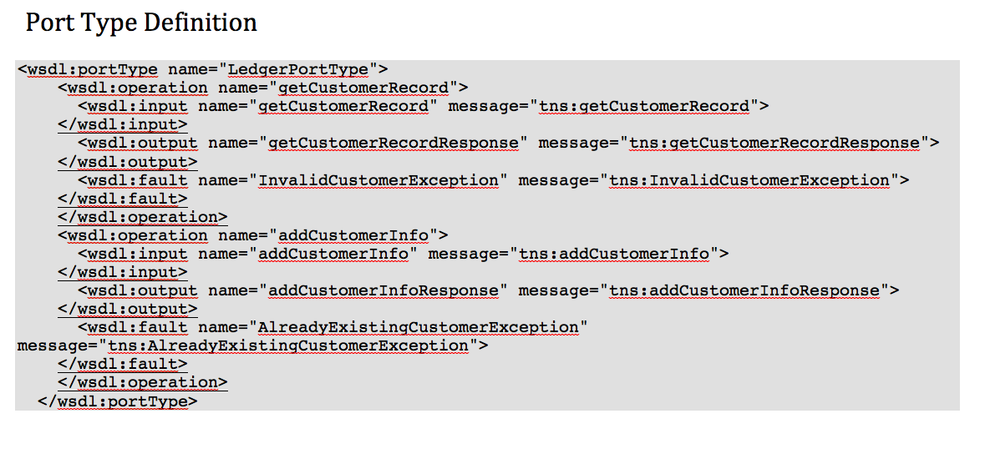 Port Type Definition
<wsdl:portType name="LedgerPortType">
<wsdl:operation name="getCustomerRecord">
<wsdl:input name="getCustomerRecord" message="tns:getCustomerRecord">
</wsdl:input>
<wsdl:output name="getCustomerRecordResponse" message="tns:getCustomerRecordResponse">
</wsdl:output>
<wsdl:fault name="InvalidCustomerException" message="tns:InvalidCustomerException">
</wsdl:fault>
</wsdl:operation>
<wsdl:operation name="addCustomerInfo">
<wsdl:input name="addCustomerInfo" message="tns:addCustomerInfo">
</wsdl:input>
<wsdl:output name="addCustomerInfoResponse" message="tns:addCustomerInfoResponse">
</wsdl:output>
<wsdl:fault name="AlreadyExistingCustomerException"
message="tns:AlreadyExistingCustomerException">
</wsdl:fault>
</wsdl:operation>
</wsdl:portType>